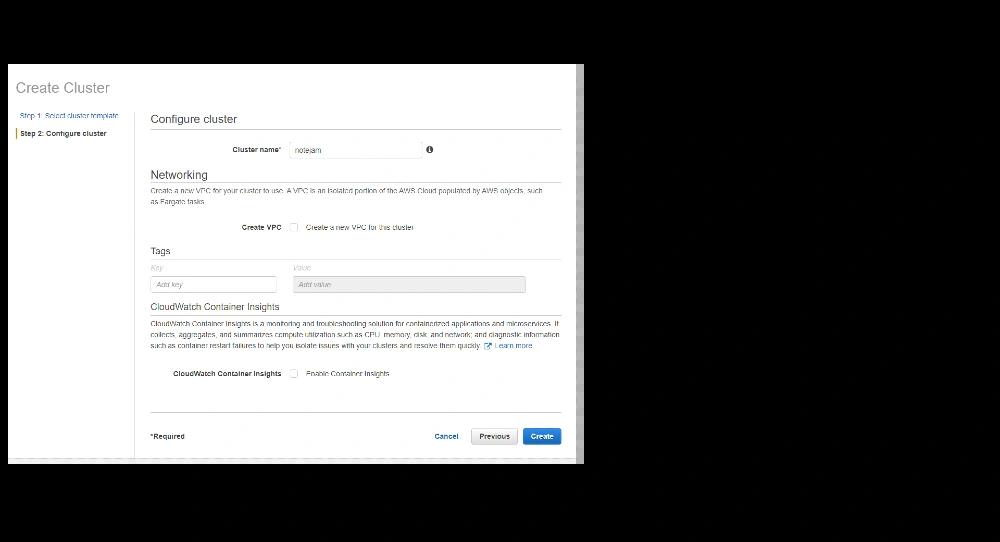 Create Cluster
Step 1: Select cluster template
Step 2: Configure cluster
Configure cluster
Cluster name* notejam
Networking
Create a new VPC for your cluster to use. A VPC is an isolated portion of the AWS Cloud populated by AWS objects, such
as Fargate tasks.
Create VPC Create a new VPC for this cluster
Tags
Key Value
Add key Add value
CloudWatch Container Insights
CloudWatch Container Insights is a monitoring and troubleshooting solution for containerized applications and microservices. It
collects, aggregates, and summarizes compute utilization such as CPU, memory, disk, and network; and diagnostic information
such as container restart failures to help you isolate issues with your clusters and resolve them quickly. Learn more
CloudWatch Container Insights Enable Container Insights
*Required Cancel Previous Create